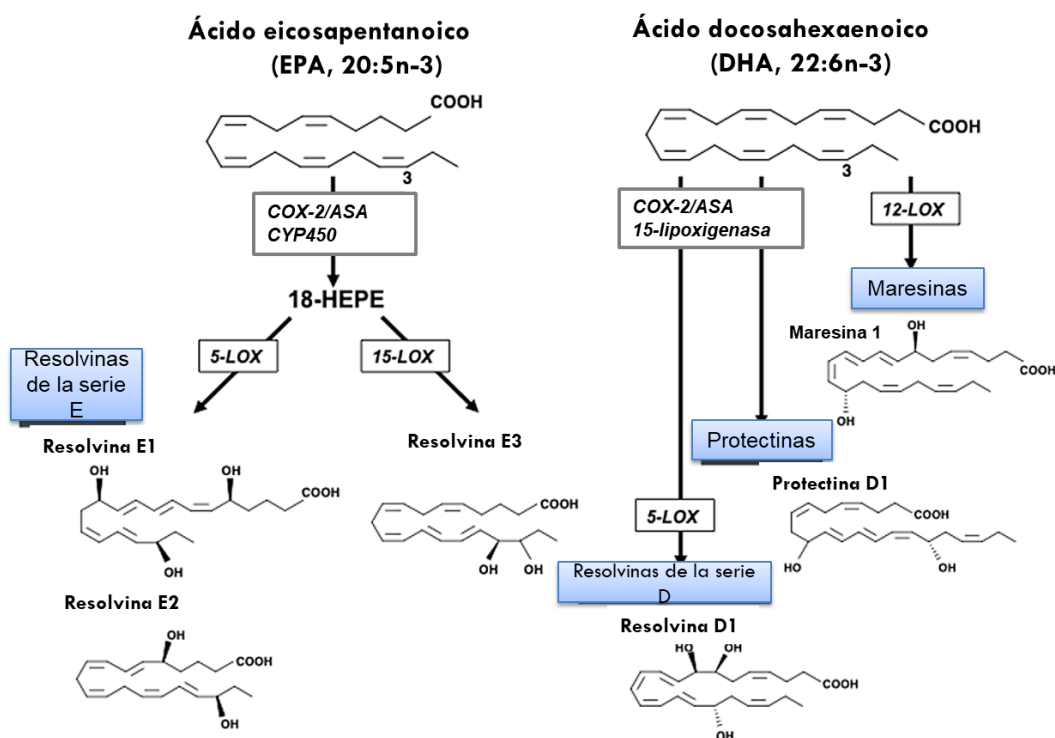 Ácido eicosapentanoico
(EPA, 20:5n-3)
COOH
3
COX-2/ASA
CYP450
18-HEPE
5-LOX
15-LOX
Resolvinas
de la serie
E
Resolvina E1
OH
OH
COOH
OH
Resolvina E2
OH
COOH
OH
Resolvina E3
COOH
OH
OH
Ácido docosahexaenoico
(DHA, 22:6n-3)
COOH
3
COX-2/ASA
15-lipoxigenasa
12-LOX
Maresinas
Maresina 1
OH
COOH
OH
Protectinas
Protectina D1
COOH
HO
OH
5-LOX
Resolvinas de la serie
D
Resolvina D1
HO
OH
COOH
OH